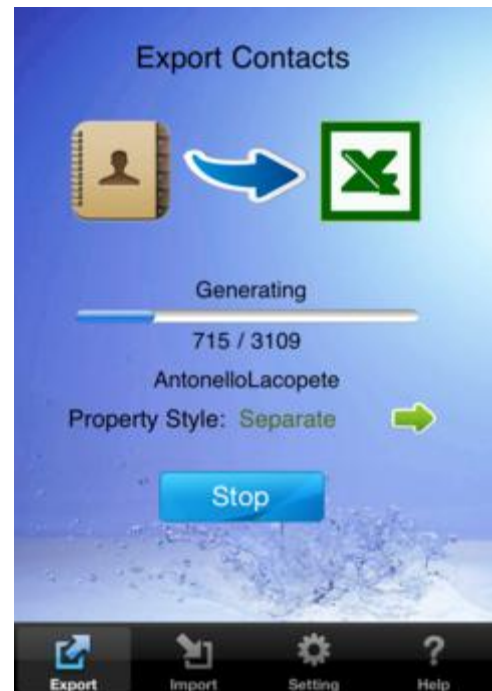 Export Contacts
Generating
715 / 3109
AntonelloLacopete
Property Style: Separate
Stop
Export Import Setting Help